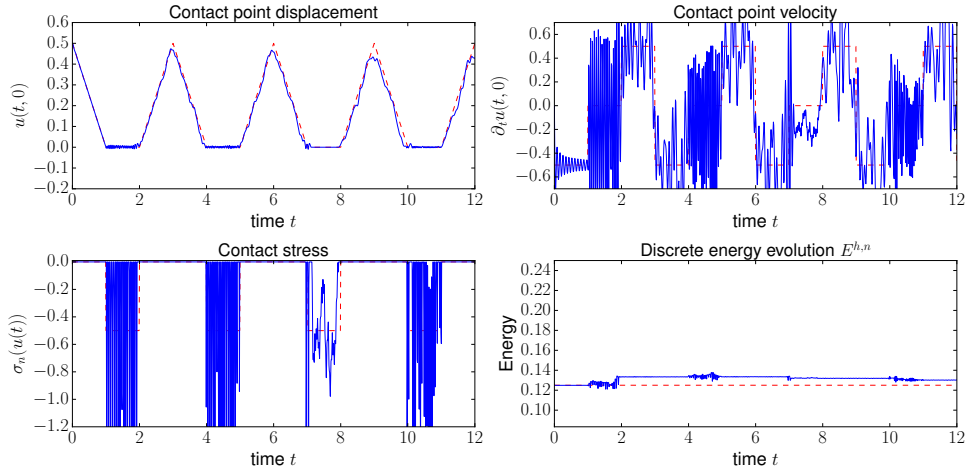 Contact point displacement
u(t, 0)
0.5
0.4
0.3
0.2
0.1
0.0
−0.1
−0.2
0 2 4 6 8 10 12
time t
Contact point velocity
∂ₜu(t, 0)
0.6
0.4
0.2
0.0
−0.2
−0.4
−0.6
0 2 4 6 8 10 12
time t
Contact stress
σₙ(u(t))
0.0
−0.2
−0.4
−0.6
−0.8
−1.0
−1.2
0 2 4 6 8 10 12
time t
Discrete energy evolution E^{h,n}
Energy
0.24
0.22
0.20
0.18
0.16
0.14
0.12
0.10
0 2 4 6 8 10 12
time t